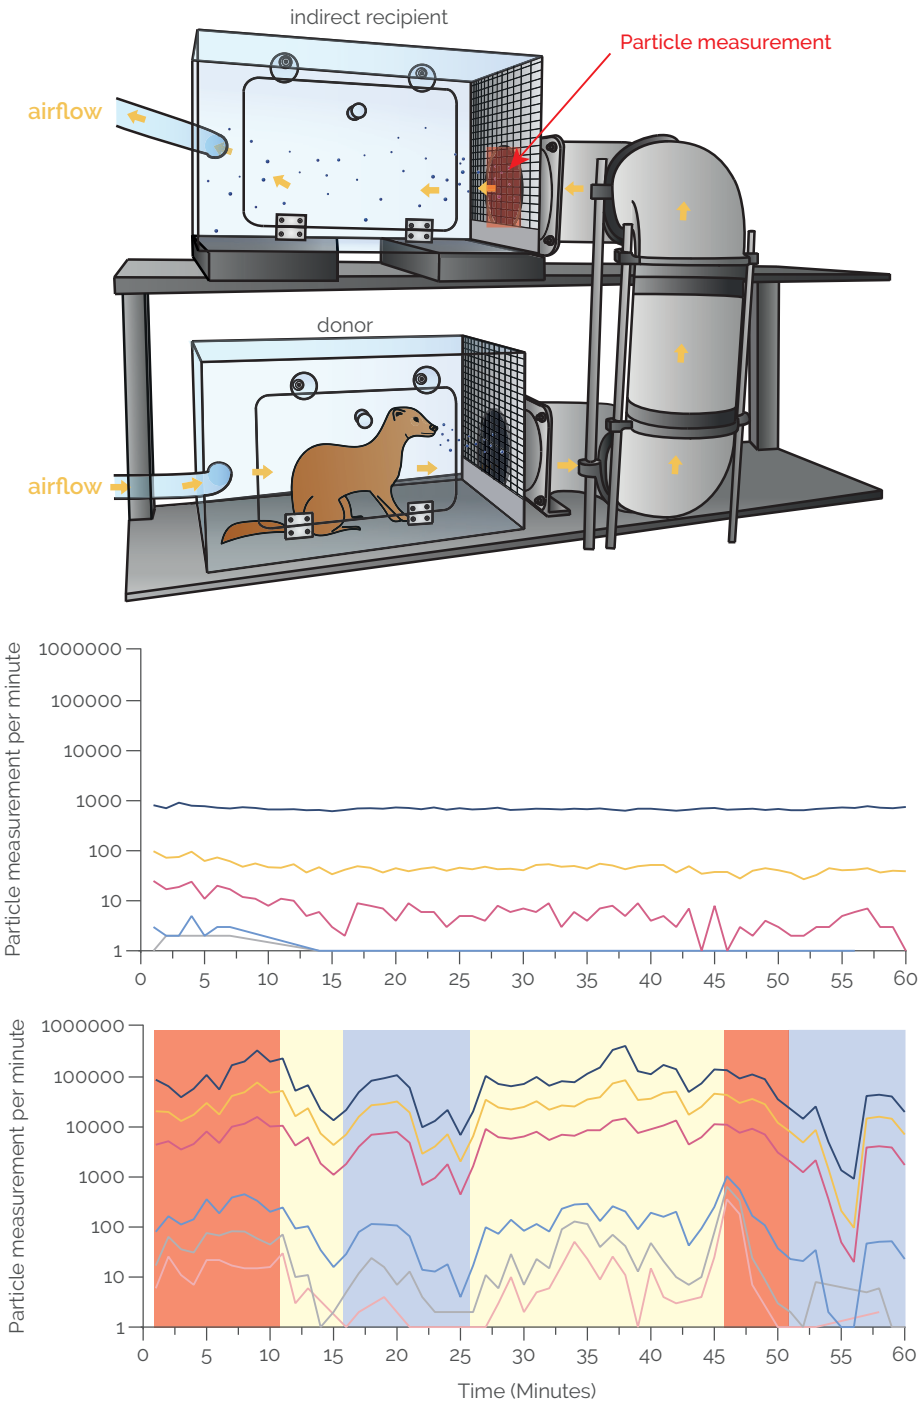 indirect recipient
Particle measurement
airflow
donor
airflow
Particle measurement per minute
1000000
100000
10000
1000
100
10
1
0 5 10 15 20 25 30 35 40 45 50 55 60
Particle measurement per minute
1000000
100000
10000
1000
100
10
1
0 5 10 15 20 25 30 35 40 45 50 55 60
Time (Minutes)